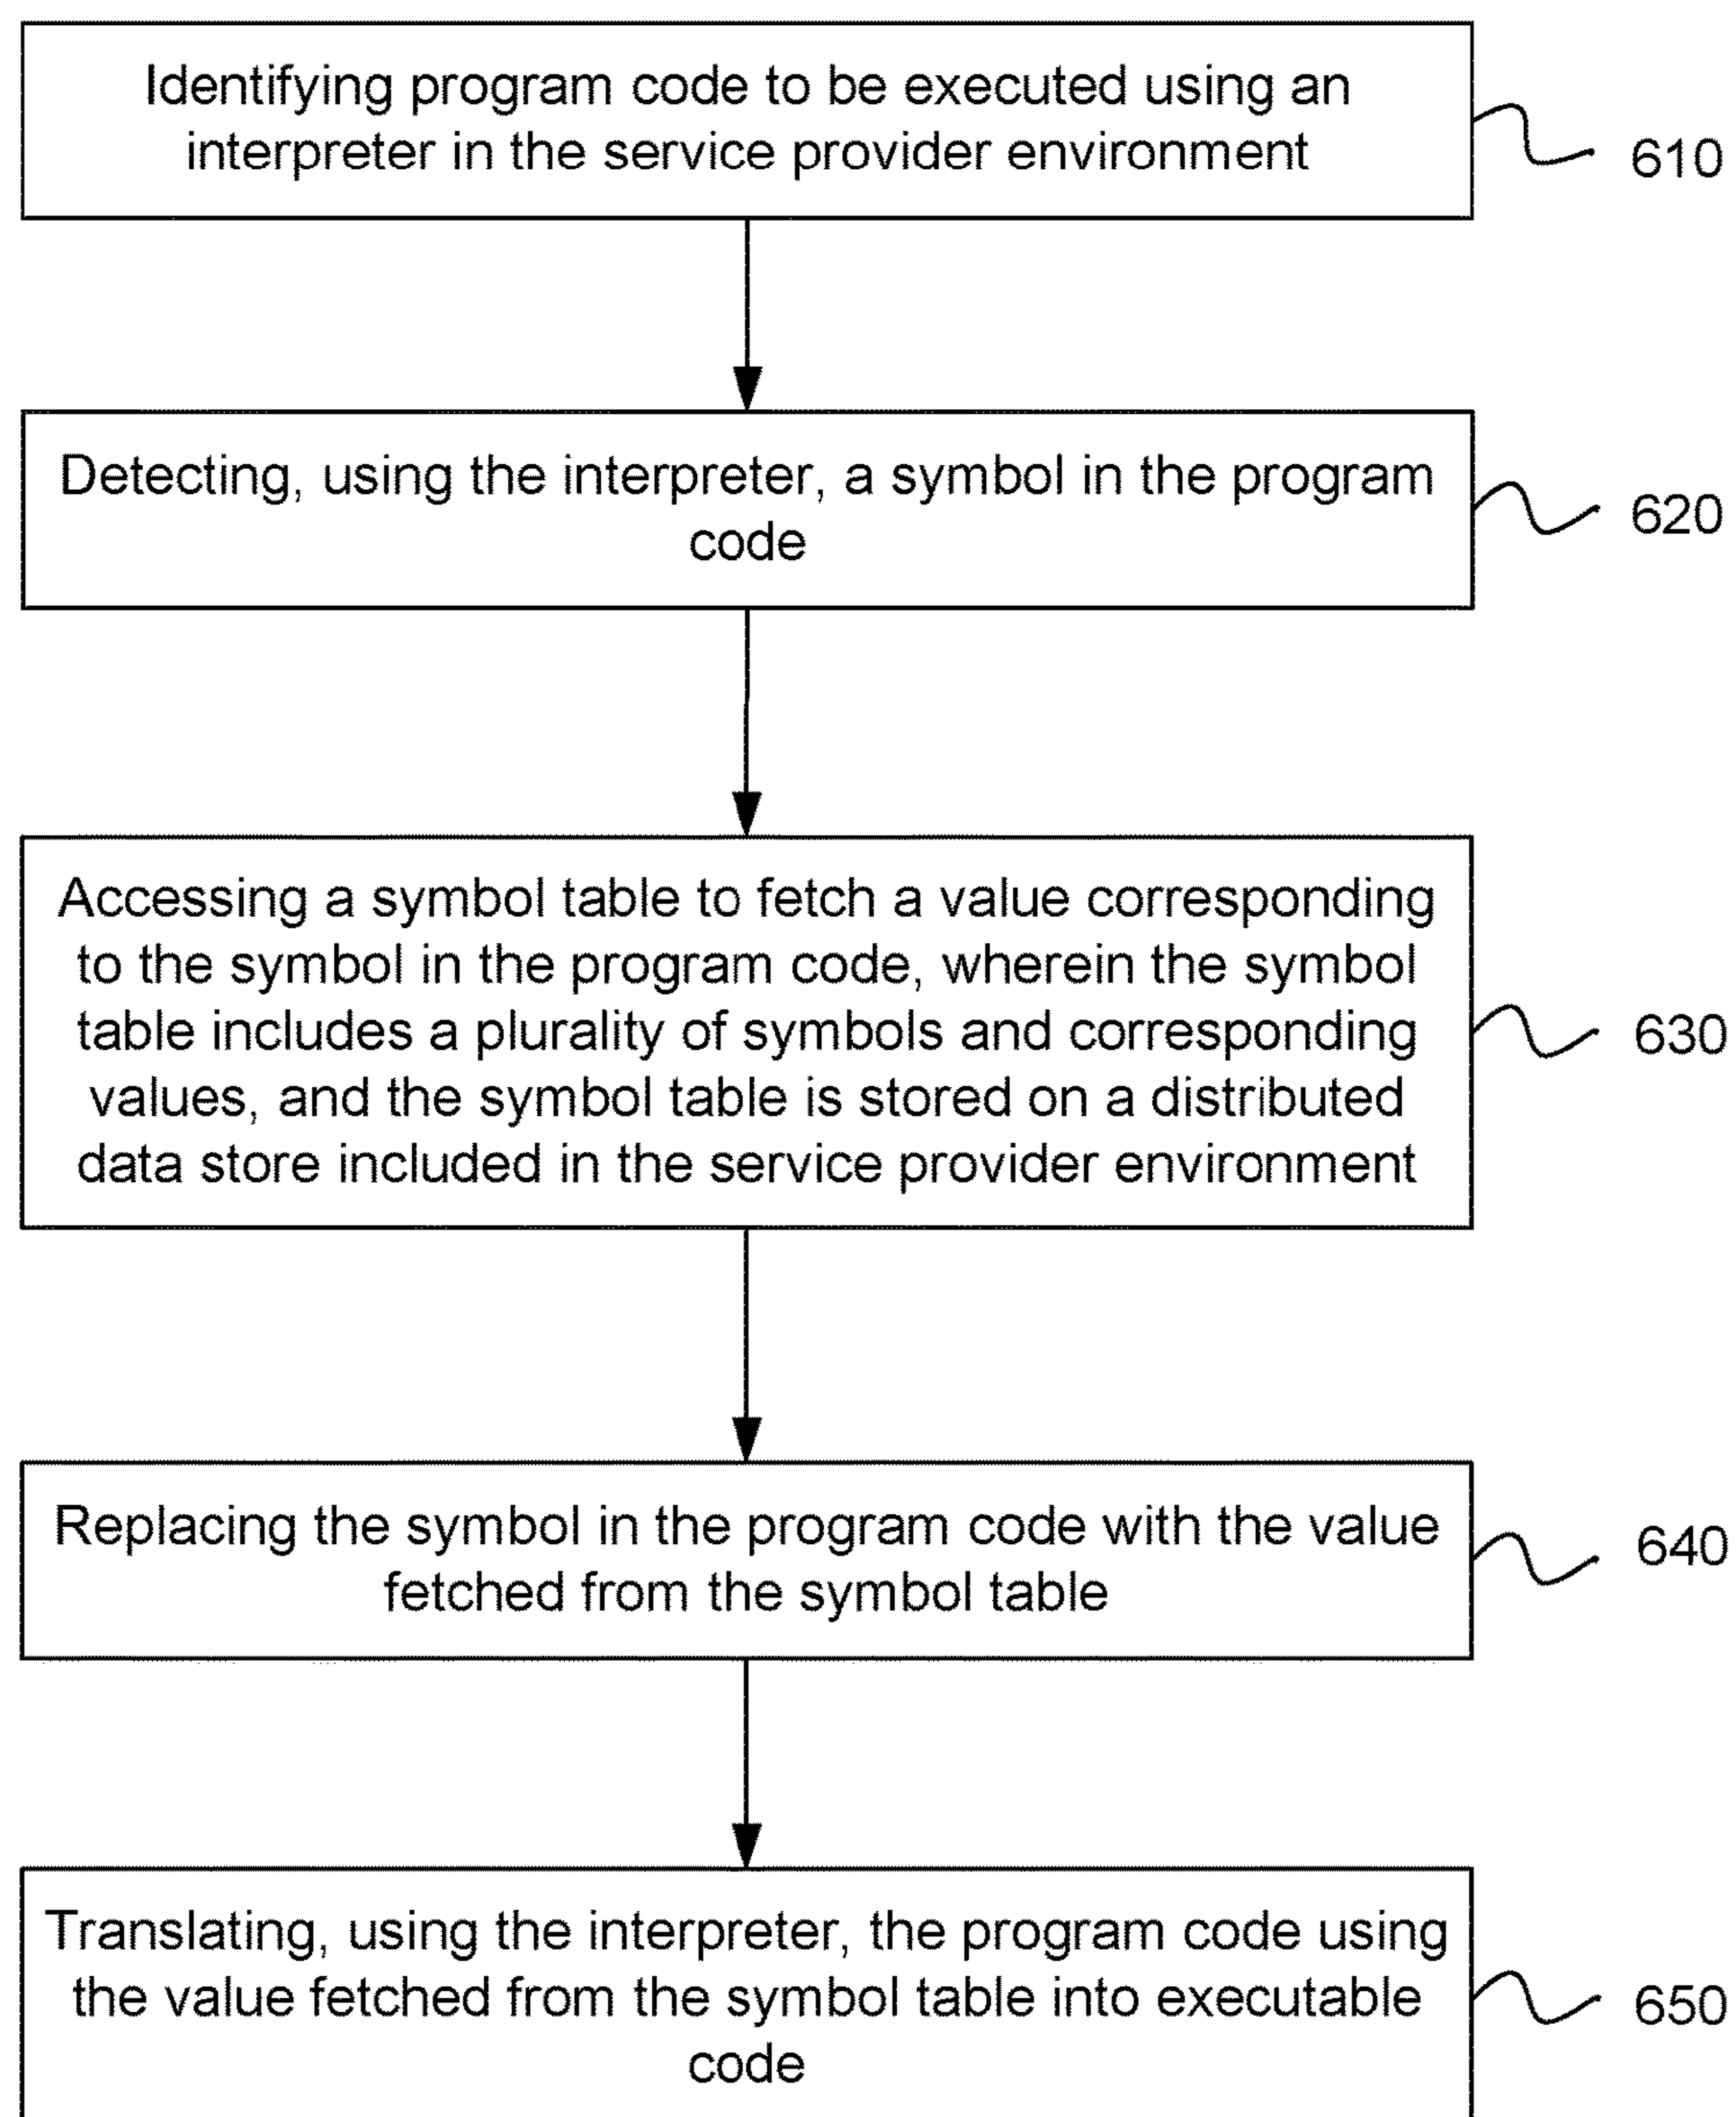 Identifying program code to be executed using an
interpreter in the service provider environment
610
Detecting, using the interpreter, a symbol in the program
code
620
Accessing a symbol table to fetch a value corresponding
to the symbol in the program code, wherein the symbol
table includes a plurality of symbols and corresponding
values, and the symbol table is stored on a distributed
data store included in the service provider environment
630
Replacing the symbol in the program code with the value
fetched from the symbol table
640
Translating, using the interpreter, the program code using
the value fetched from the symbol table into executable
code
650